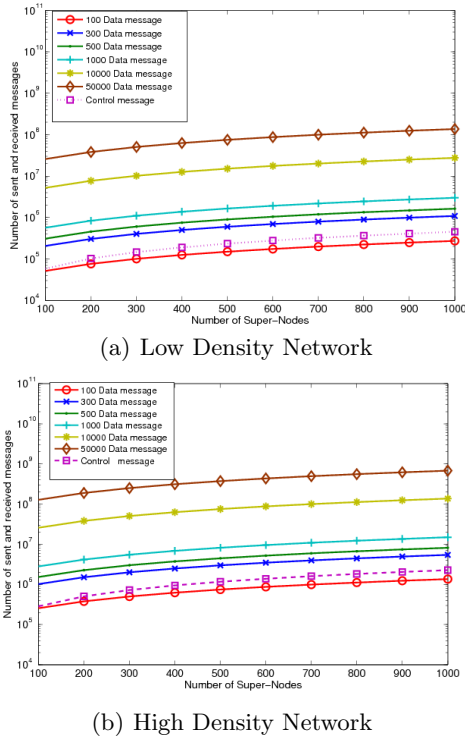 10^11
10^10
10^9
10^8
10^7
10^6
10^5
10^4
Number of sent and received messages
100 Data message
300 Data message
500 Data message
1000 Data message
10000 Data message
50000 Data message
Control message
100 200 300 400 500 600 700 800 900 1000
Number of Super-Nodes
(a) Low Density Network
10^11
10^10
10^9
10^8
10^7
10^6
10^5
10^4
Number of sent and received messages
100 Data message
300 Data message
500 Data message
1000 Data message
10000 Data message
50000 Data message
Control message
100 200 300 400 500 600 700 800 900 1000
Number of Super-Nodes
(b) High Density Network